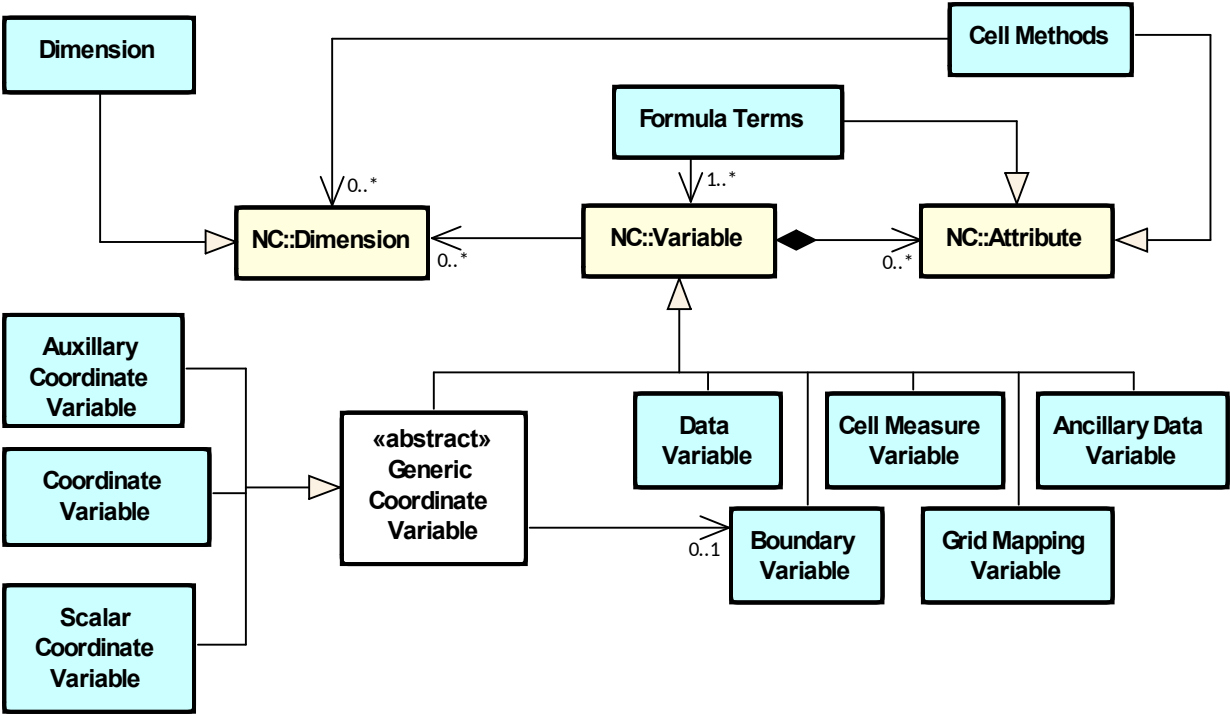 Dimension
Cell Methods
Formula Terms
0..*
1..*
NC::Dimension
NC::Variable
NC::Attribute
0..*
0..*
Auxillary
Coordinate
Variable
«abstract»
Generic
Coordinate
Variable
Data
Variable
Cell Measure
Variable
Ancillary Data
Variable
Coordinate
Variable
0..1
Boundary
Variable
Grid Mapping
Variable
Scalar
Coordinate
Variable